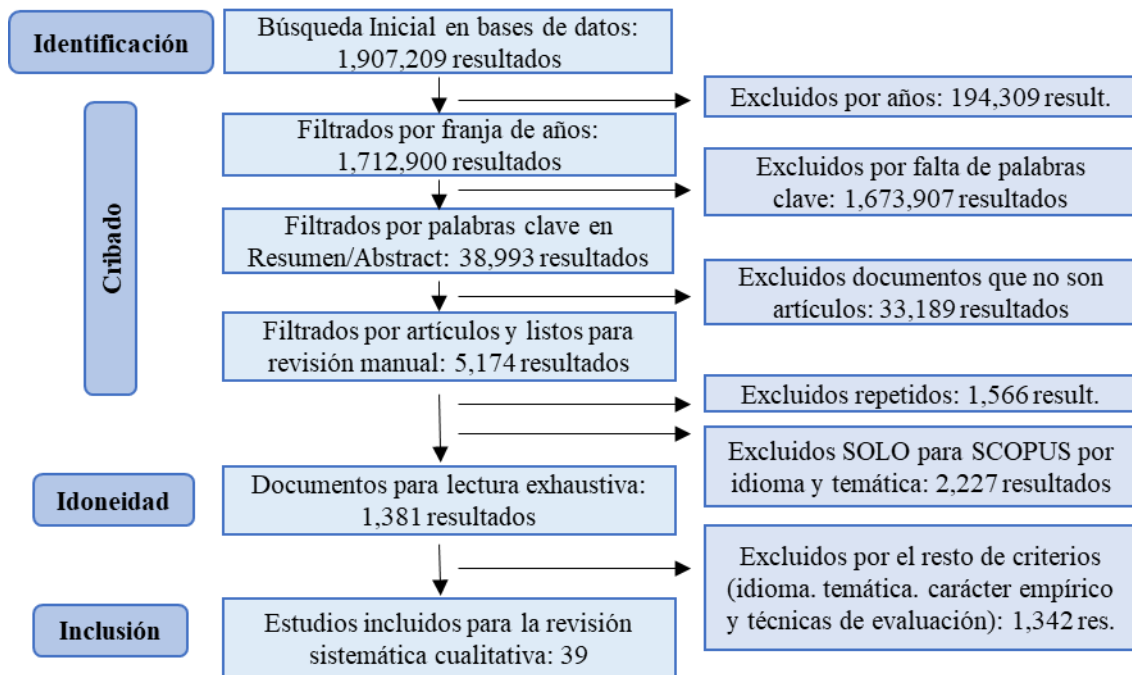 Identificación
Búsqueda Inicial en bases de datos:
1,907,209 resultados
Excluidos por años: 194,309 result.
Cribado
Filtrados por franja de años:
1,712,900 resultados
Excluidos por falta de palabras
clave: 1,673,907 resultados
Filtrados por palabras clave en
Resumen/Abstract: 38,993 resultados
Excluidos documentos que no son
artículos: 33,189 resultados
Filtrados por artículos y listos para
revisión manual: 5,174 resultados
Excluidos repetidos: 1,566 result.
Excluidos SOLO para SCOPUS por
idioma y temática: 2,227 resultados
Idoneidad
Documentos para lectura exhaustiva:
1,381 resultados
Excluidos por el resto de criterios
(idioma. temática. carácter empírico
y técnicas de evaluación): 1,342 res.
Inclusión
Estudios incluidos para la revisión
sistemática cualitativa: 39